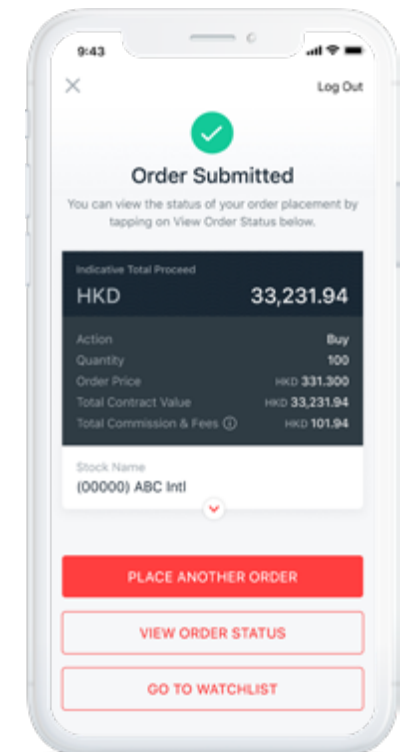 9:43
Log Out
Order Submitted
You can view the status of your order placement by
tapping on View Order Status below.
Indicative Total Proceed
HKD 33,231.94
Action Buy
Quantity 100
Order Price HKD 331.300
Total Contract Value HKD 33,231.94
Total Commission & Fees HKD 101.94
Stock Name
(00000) ABC Intl
PLACE ANOTHER ORDER
VIEW ORDER STATUS
GO TO WATCHLIST